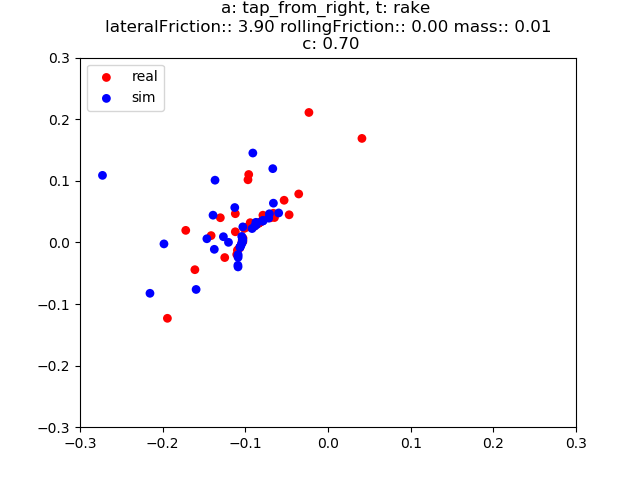 a: tap_from_right, t: rake
lateralFriction:: 3.90 rollingFriction:: 0.00 mass:: 0.01
c: 0.70
real
sim
0.3
0.2
0.1
0.0
−0.1
−0.2
−0.3
−0.3
−0.2
−0.1
0.0
0.1
0.2
0.3